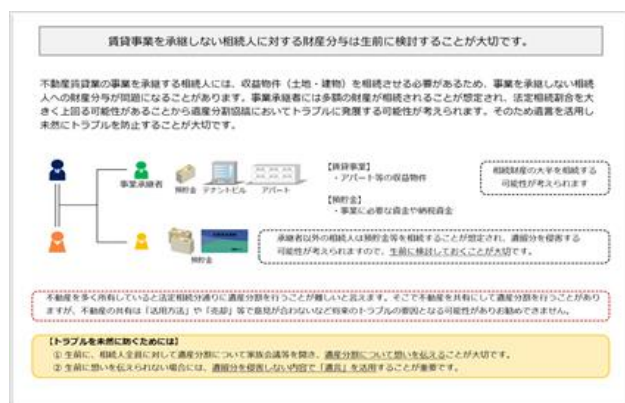 賃貸事業を承継しない相続人に対する財産分与は生前に検討することが大切です。
不動産賃貸業の事業を承継する相続人には、収益物件（土地・建物）を相続させる必要があるため、事業を承継しない相続
人への財産分与が問題になることがあります。事業承継者には多額の財産が相続されることが想定され、法定相続割合を大
きく上回る可能性があることから遺産分割協議においてトラブルに発展する可能性が考えられます。そのため遺言を活用し
未然にトラブルを防止することが大切です。
事業承継者
預貯金 テナントビル アパート
【賃貸事業】
・アパート等の収益物件
【預貯金】
・事業に必要な資金や納税資金
相続財産の大半を相続する
可能性が考えられます
預貯金
承継者以外の相続人は預貯金等を相続することが想定され、遺留分を侵害する
可能性が考えられますので、生前に検討しておくことが大切です。
不動産を多く所有していると法定相続分通りに遺産分割を行うことが難しいと言えます。そこで不動産を共有にして遺産分割を行うことがあり
ますが、不動産の共有は「活用方法」や「売却」等で意見が合わないなど将来のトラブルの要因となる可能性がありお勧めできません。
【トラブルを未然に防ぐためには】
① 生前に、相続人全員に対して遺産分割について家族会議等を開き、遺産分割について想いを伝えることが大切です。
② 生前に想いを伝えられない場合には、遺留分を侵害しない内容で「遺言」を活用することが重要です。